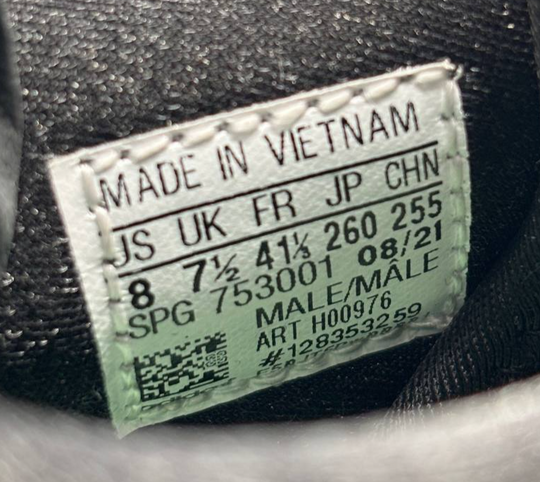 MADE IN VIETNAM
US UK FR JP CHN
8 7½ 41⅓ 260 255
SPG 753001 08/21
MALE/MÂLE
ART H00976
#128353259